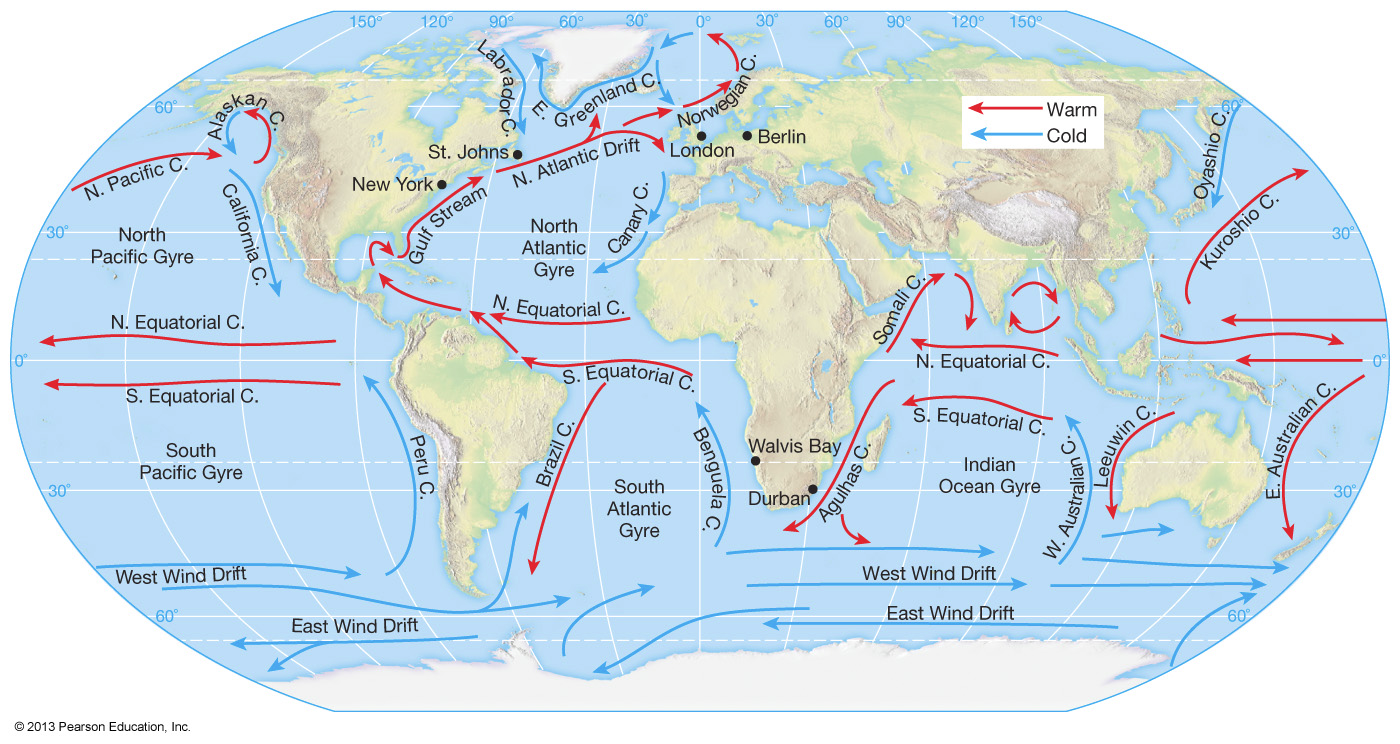 150° 120° 90° 60° 30° 0° 30° 60° 90° 120° 150°
60°
60°
30°
30°
0°
0°
30°
30°
60°
60°
Labrador C.
E. Greenland C.
Norwegian C.
Alaskan C.
Warm
Cold
St. Johns
London
Berlin
N. Pacific C.
New York
N. Atlantic Drift
Oyashio C.
Gulf Stream
California C.
Canary C.
Kuroshio C.
North
Pacific Gyre
North
Atlantic
Gyre
Somali C.
N. Equatorial C.
N. Equatorial C.
N. Equatorial C.
S. Equatorial C.
S. Equatorial C.
S. Equatorial C.
E. Australian C.
South
Pacific Gyre
Peru C.
Brazil C.
South
Atlantic
Gyre
Benguela C.
Walvis Bay
Durban
Agulhas C.
Indian
Ocean Gyre
W. Australian C.
Leeuwin C.
West Wind Drift
West Wind Drift
East Wind Drift
East Wind Drift
© 2013 Pearson Education, Inc.